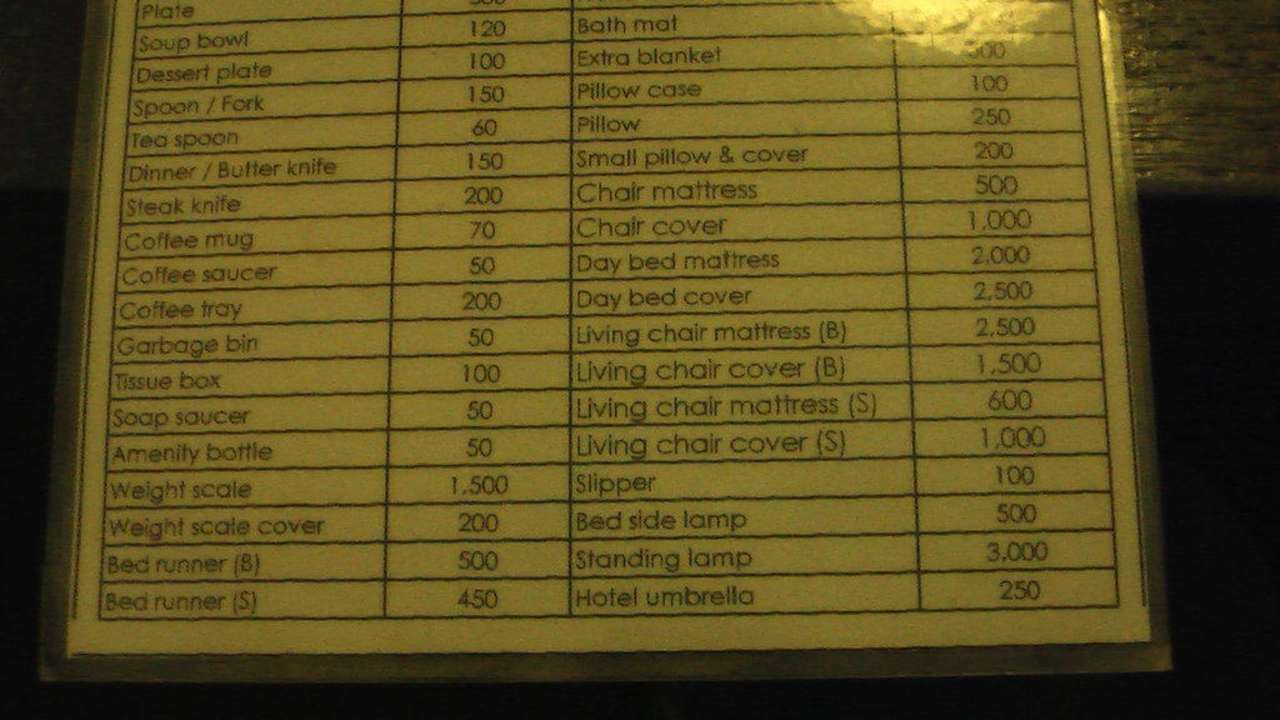 Plate
Soup bowl 120 Bath mat
Dessert plate 100 Extra blanket
Spoon / Fork 150 Pillow case 100
Tea spoon 60 Pillow 250
Dinner / Butter knife 150 Small pillow & cover 200
Steak knife 200 Chair mattress 500
Coffee mug 70 Chair cover 1,000
Coffee saucer 50 Day bed mattress 2,000
Coffee tray 200 Day bed cover 2,500
Garbage bin 50 Living chair mattress (B) 2,500
Tissue box 100 Living chair cover (B) 1,500
Soap saucer 50 Living chair mattress (S) 600
Amenity bottle 50 Living chair cover (S) 1,000
Weight scale 1,500 Slipper 100
Weight scale cover 200 Bed side lamp 500
Bed runner (B) 500 Standing lamp 3,000
Bed runner (S) 450 Hotel umbrella 250